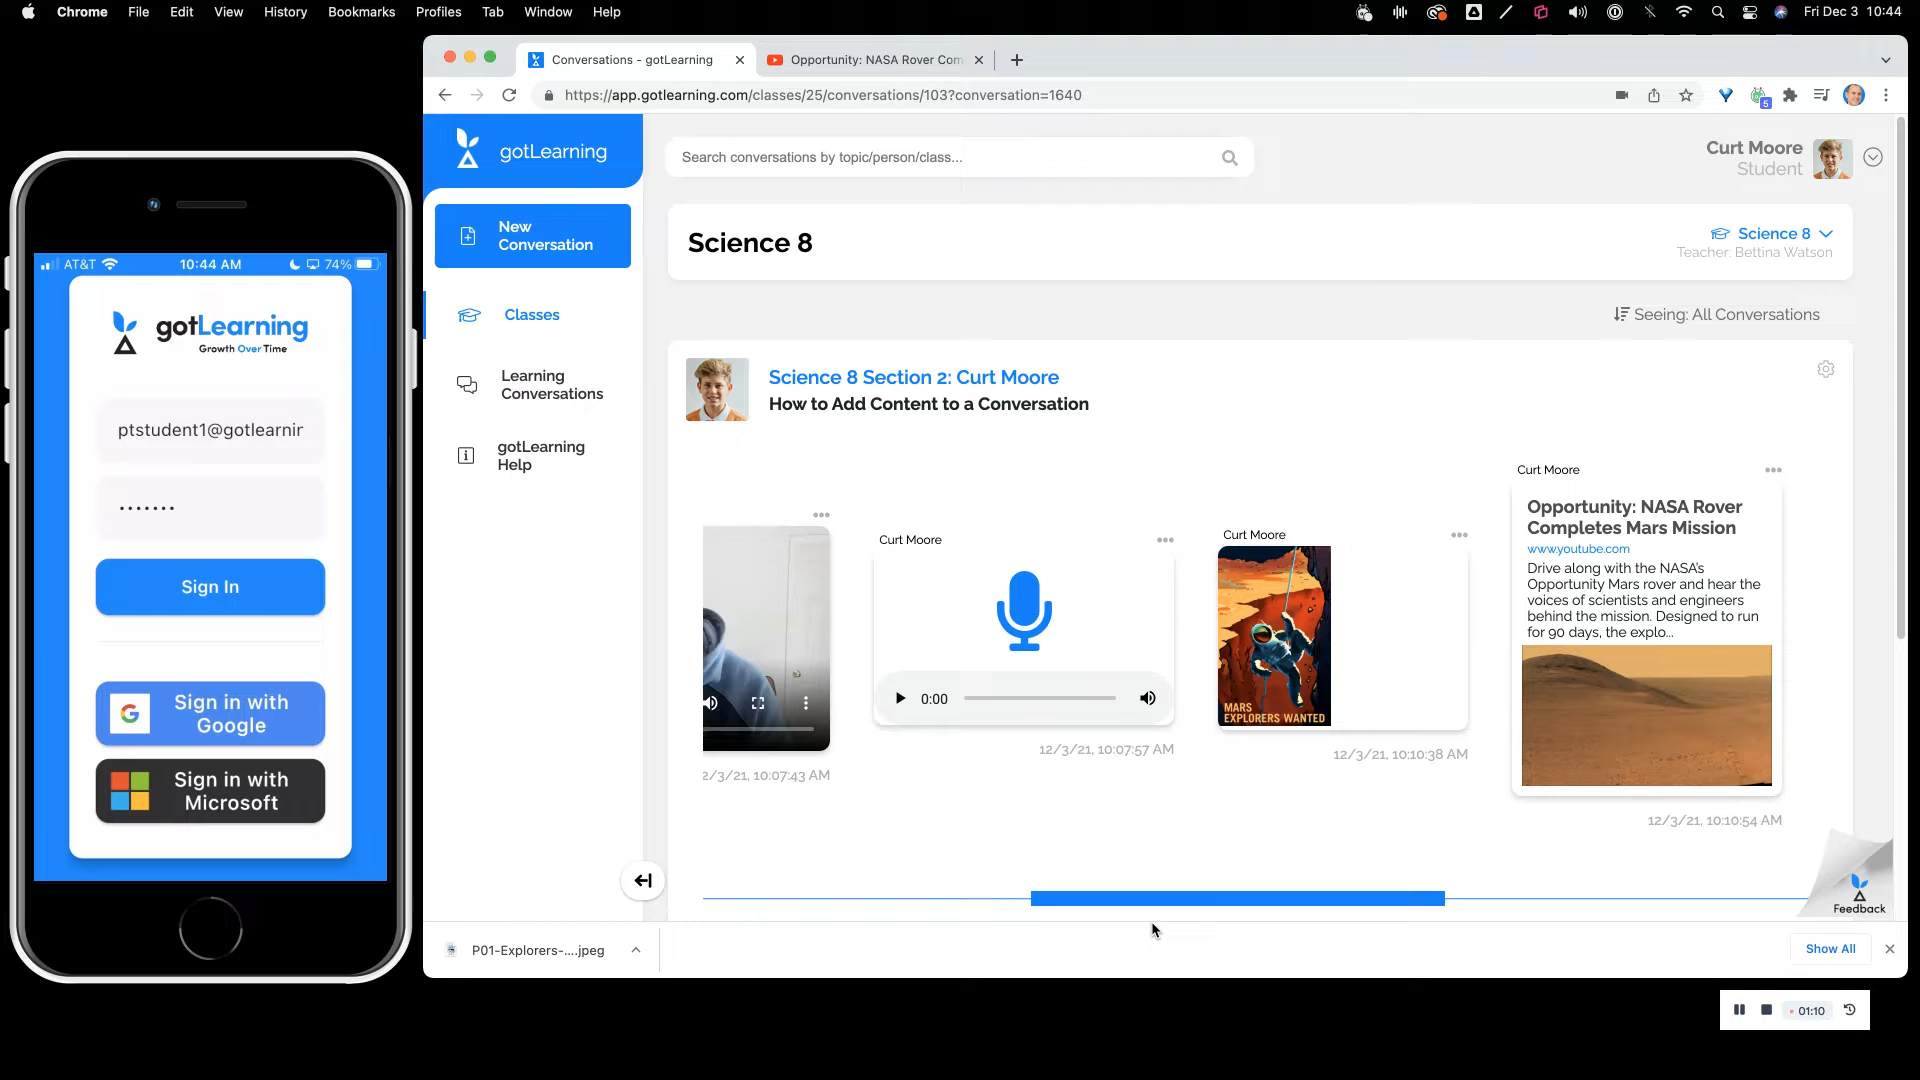 Chrome File Edit View History Bookmarks Profiles Tab Window Help
Fri Dec 3 10:44
Conversations - gotLearning
Opportunity: NASA Rover Com
https://app.gotlearning.com/classes/25/conversations/103?conversation=1640
5
gotLearning
Search conversations by topic/person/class...
Curt Moore
Student
New
Conversation
Classes
Learning
Conversations
gotLearning
Help
Science 8
Science 8
Teacher: Bettina Watson
Seeing: All Conversations
Science 8 Section 2: Curt Moore
How to Add Content to a Conversation
2/3/21, 10:07:43 AM
Curt Moore
0:00
12/3/21, 10:07:57 AM
Curt Moore
MARS
EXPLORERS WANTED
12/3/21, 10:10:38 AM
Curt Moore
Opportunity: NASA Rover
Completes Mars Mission
www.youtube.com
Drive along with the NASA's
Opportunity Mars rover and hear the
voices of scientists and engineers
behind the mission. Designed to run
for 90 days, the explo...
12/3/21, 10:10:54 AM
Feedback
P01-Explorers-....jpeg
Show All
01:10
AT&T
10:44 AM
74%
gotLearning
Growth Over Time
ptstudent1@gotlearnir
•••••••
Sign In
Sign in with
Google
Sign in with
Microsoft